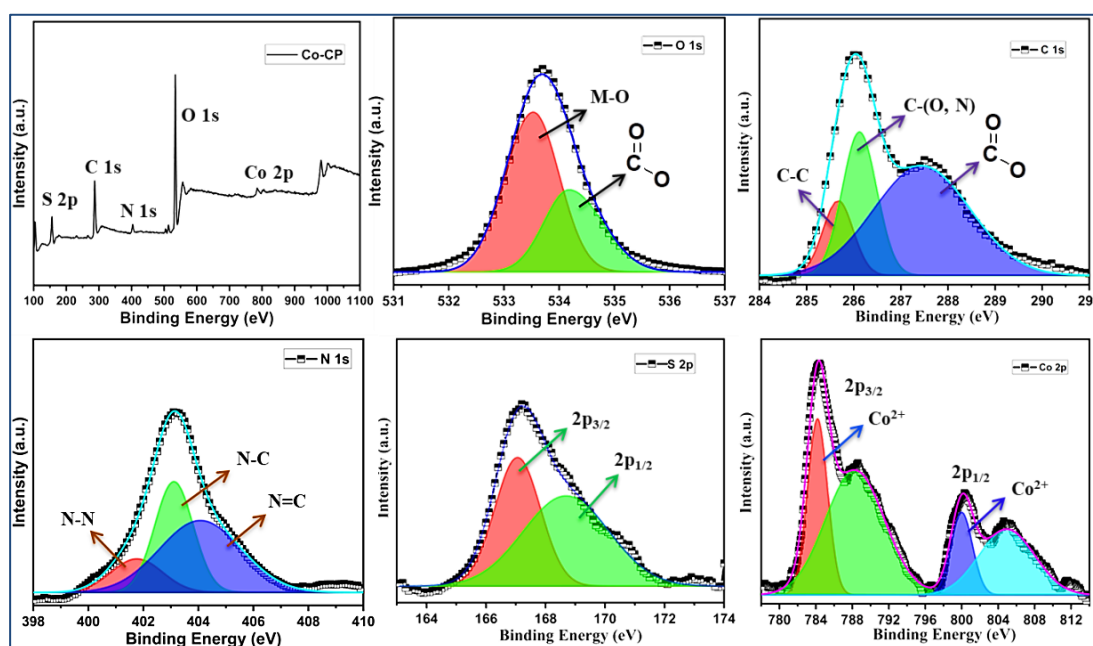 Co-CP
O 1s
C 1s
S 2p
N 1s
Co 2p
Intensity (a.u.)
100 200 300 400 500 600 700 800 900 1000 1100
Binding Energy (eV)
O 1s
M-O
O
C
O
Intensity (a.u.)
531 532 533 534 535 536 537
Binding Energy (eV)
C 1s
C-(O, N)
O
C
O
C-C
Intensity (a.u.)
284 285 286 287 288 289 290 29
Binding Energy (eV)
N 1s
N-C
N=C
N-N
Intensity (a.u.)
398 400 402 404 406 408 410
Binding Energy (eV)
S 2p
2p3/2
2p1/2
Intensity (a.u.)
164 166 168 170 172 174
Binding Energy (eV)
Co 2p
2p3/2
Co2+
2p1/2
Co2+
Intensity (a.u.)
780 784 788 792 796 800 804 808 812
Binding Energy (eV)